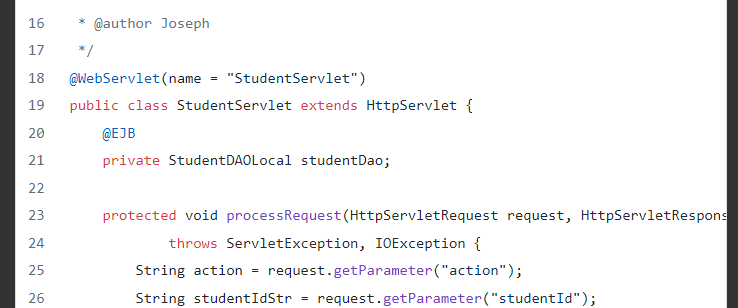 16 * @author Joseph
17 */
18 @WebServlet(name = "StudentServlet")
19 public class StudentServlet extends HttpServlet {
20 @EJB
21 private StudentDAOLocal studentDao;
22
23 protected void processRequest(HttpServletRequest request, HttpServletRespons
24 throws ServletException, IOException {
25 String action = request.getParameter("action");
26 String studentIdStr = request.getParameter("studentId");